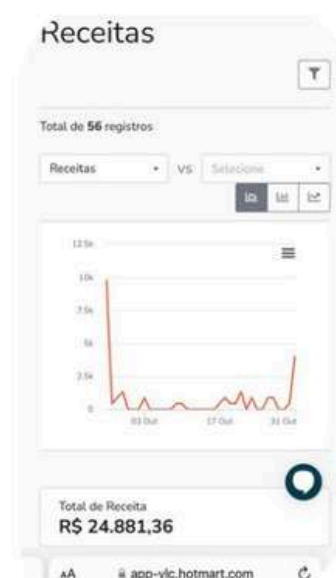 Receitas
Total de 56 registros
Receitas VS Selecione
12.5k
10k
7.5k
5k
2.5k
0
03 Out 17 Out 31 Out
Total de Receita
R$ 24.881,36
AA app-vlc.hotmart.com